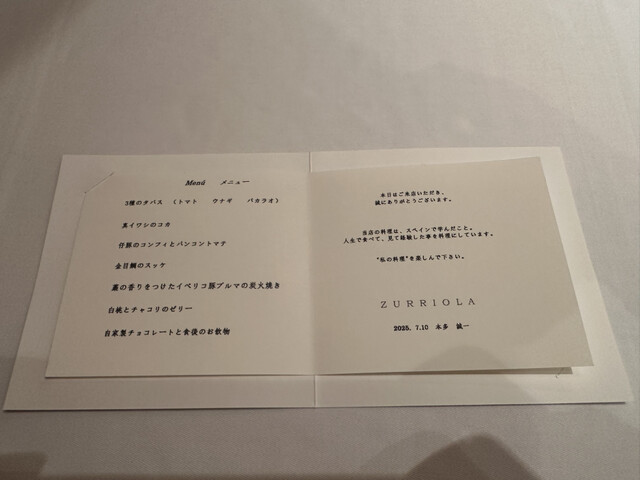 Menú　メニュー
3種のタパス　（トマト　ウナギ　バカラオ）
真イワシのコカ
仔豚のコンフィとパンコントマテ
金目鯛のスッケ
藁の香りをつけたイベリコ豚プルマの炭火焼き
白桃とチャコリのゼリー
自家製チョコレートと食後のお飲物
本日はご来店いただき、
誠にありがとうございます。
当店の料理は、スペインで学んだこと。
人生で食べて、見て経験した事を料理にしています。
"私の料理"を楽しんで下さい。
ZURRIOLA
2025. 7.10　本多　誠一